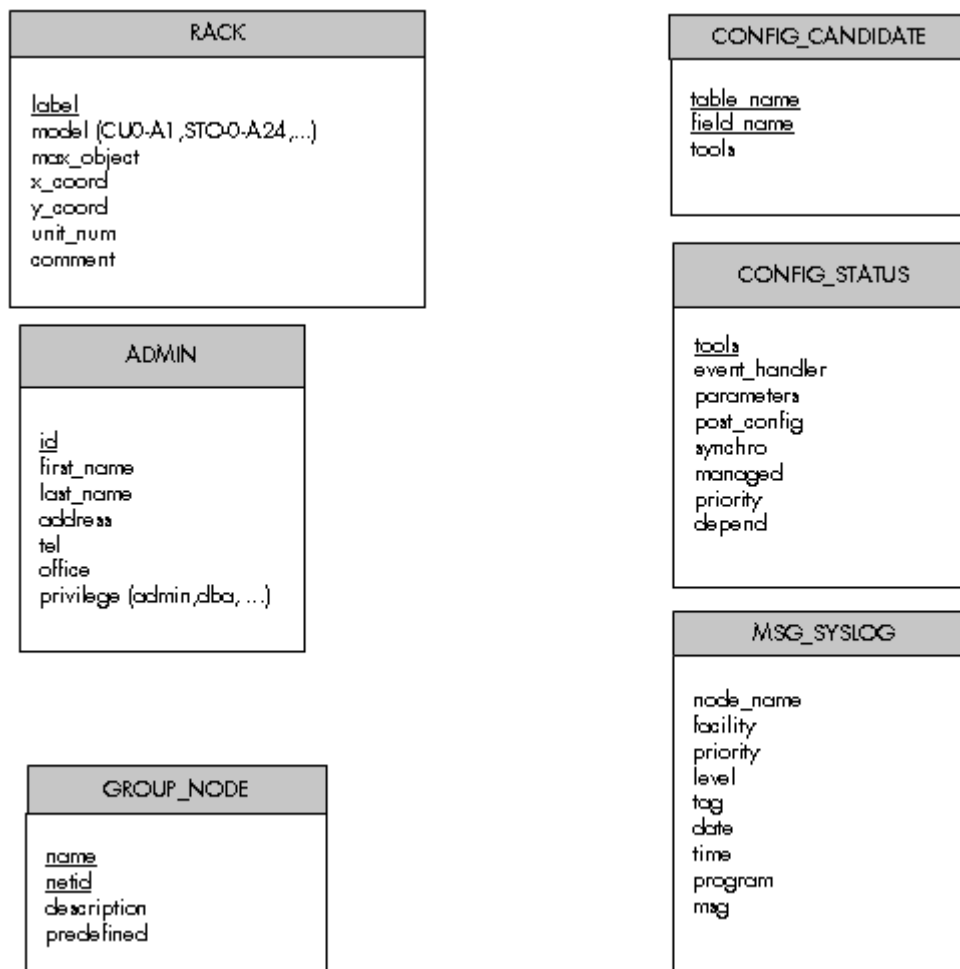 RACK
label
model (CU0-A1,STO-0-A24,...)
max_object
x_coord
y_coord
unit_num
comment
ADMIN
id
first_name
last_name
address
tel
office
privilege (admin,dba, ...)
GROUP_NODE
name
netid
description
predefined
CONFIG_CANDIDATE
table_name
field_name
tools
CONFIG_STATUS
tools
event_handler
parameters
post_config
synchro
managed
priority
depend
MSG_SYSLOG
node_name
facility
priority
level
tag
date
time
program
msg